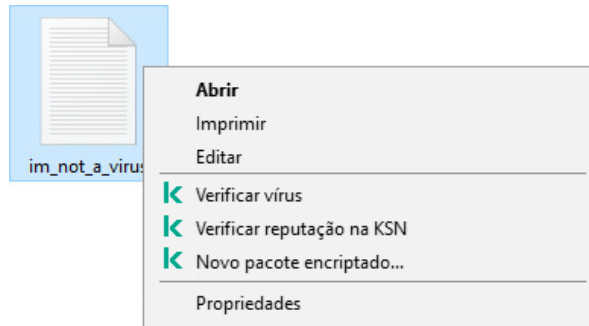 im_not_a_virus
Abrir
Imprimir
Editar
Verificar vírus
Verificar reputação na KSN
Novo pacote encriptado...
Propriedades